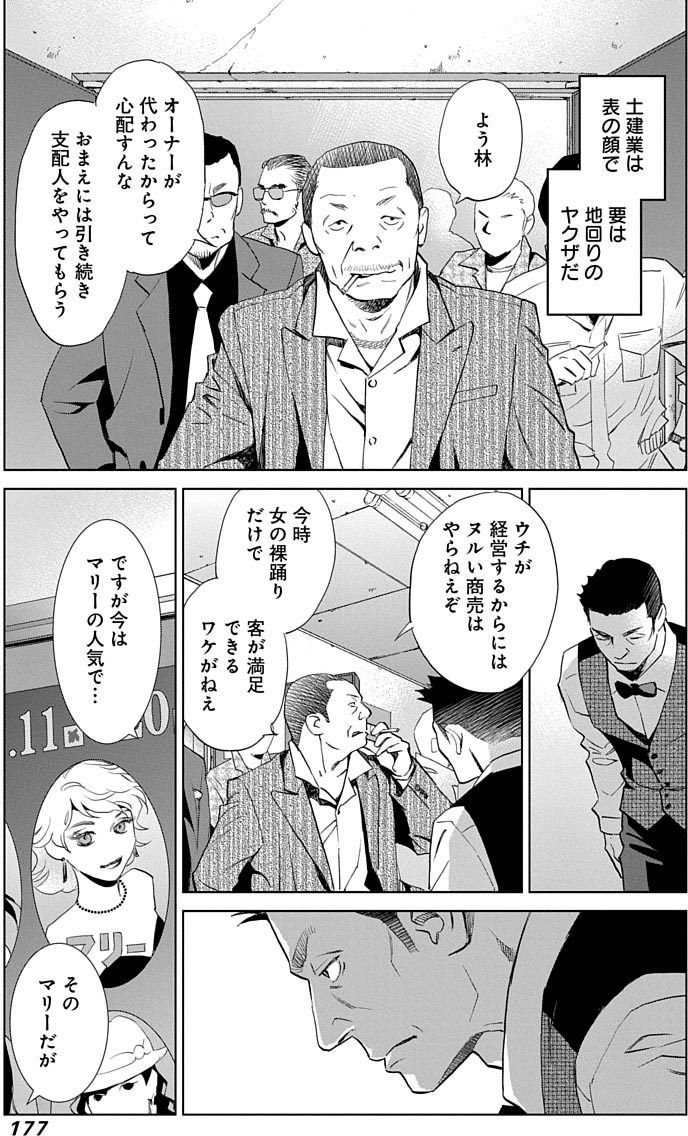 土建業は
表の顔で
要は
地回りの
ヤクザだ
よう林
オーナーが
代わったからって
心配すんな
おまえには引き続き
支配人をやってもらう
ウチが
経営するからには
ヌルい商売は
やらねえぞ
今時
女の裸踊り
だけで
客が満足
できる
ワケがねえ
ですが今は
マリーの人気で…
.11
0
マリー
その
マリーだが
177